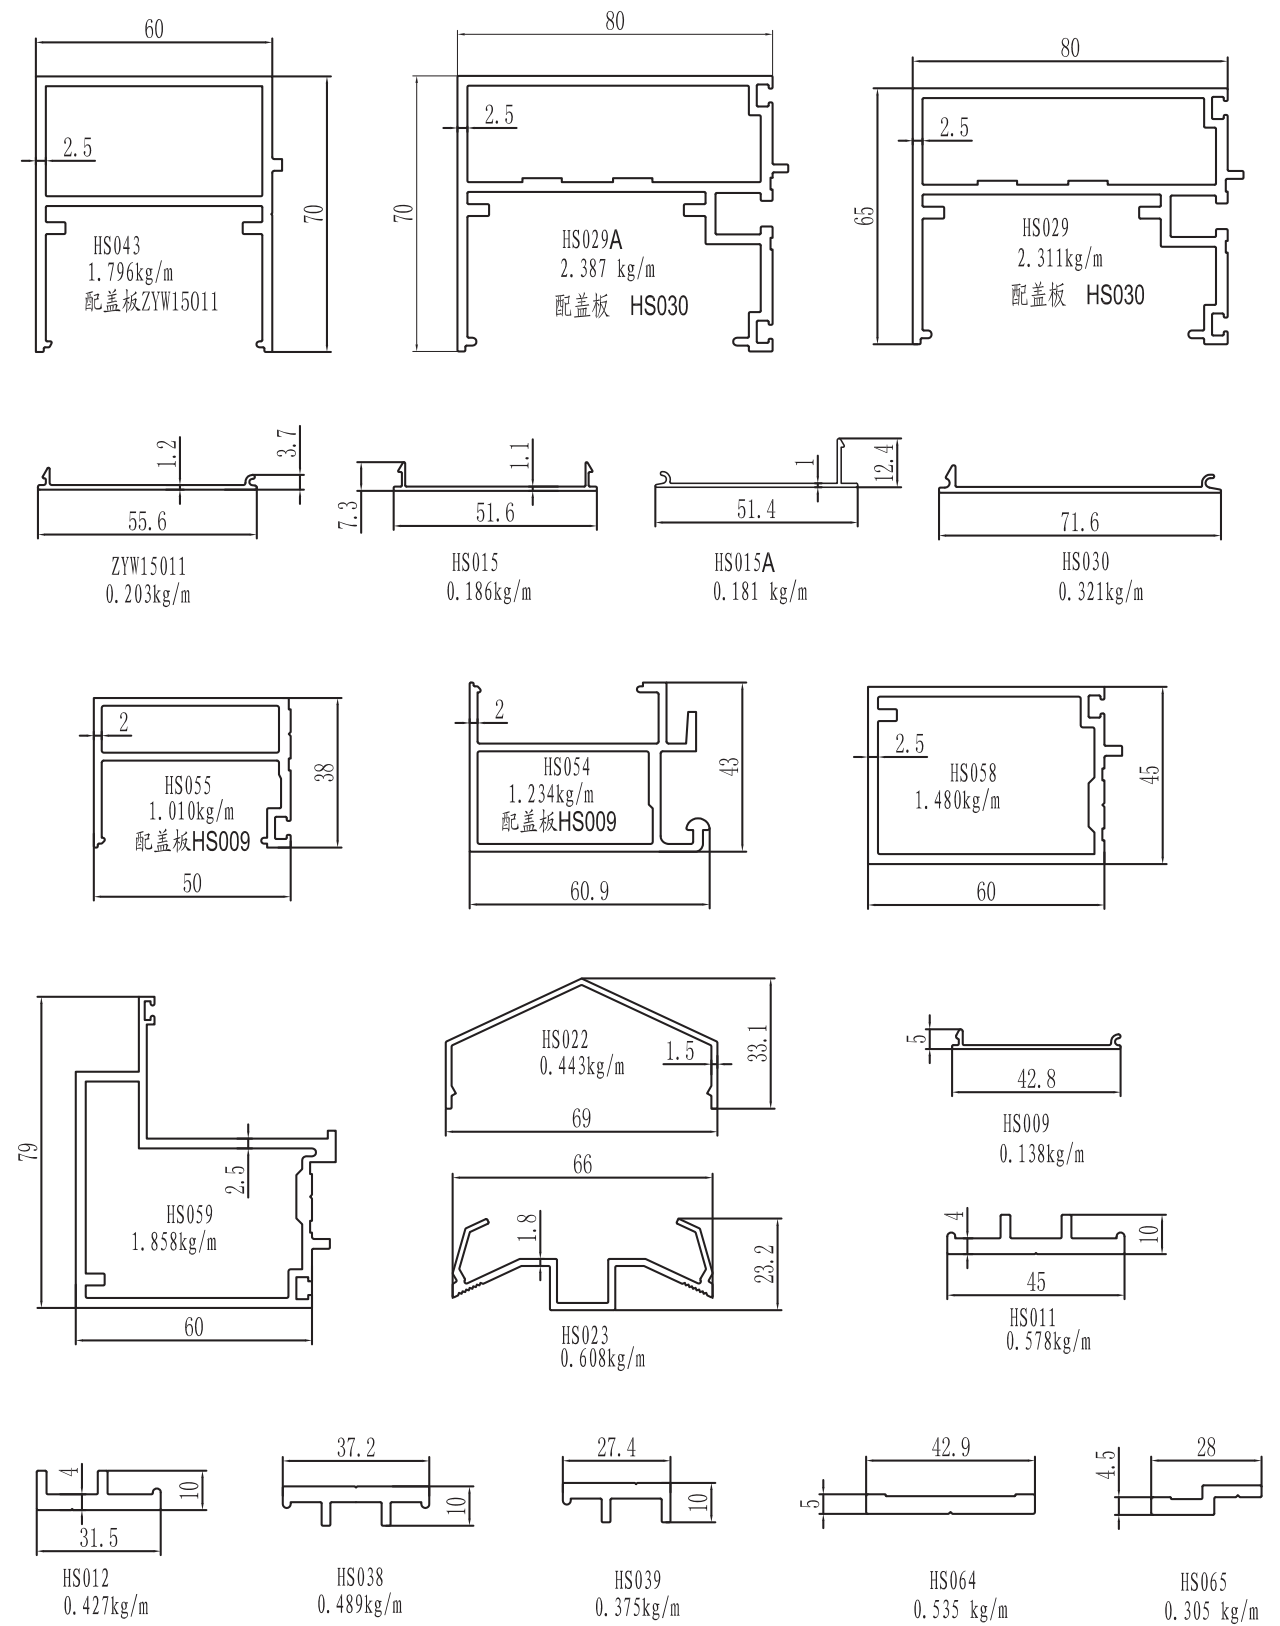 60
80
80
2.5
2.5
2.5
70
70
65
HS043
1.796kg/m
配盖板ZYW15011
HS029A
2.387 kg/m
配盖板 HS030
HS029
2.311kg/m
配盖板 HS030
1.2
3.7
55.6
ZYW15011
0.203kg/m
1.1
7.3
51.6
HS015
0.186kg/m
1
12.4
51.4
HS015A
0.181 kg/m
71.6
HS030
0.321kg/m
2
38
HS055
1.010kg/m
配盖板HS009
50
2
43
HS054
1.234kg/m
配盖板HS009
60.9
2.5
45
HS058
1.480kg/m
60
79
2.5
HS059
1.858kg/m
60
HS022
0.443kg/m
1.5
33.1
69
5
42.8
HS009
0.138kg/m
66
1.8
23.2
HS023
0.608kg/m
4
10
45
HS011
0.578kg/m
4
10
31.5
HS012
0.427kg/m
37.2
10
HS038
0.489kg/m
27.4
10
HS039
0.375kg/m
42.9
5
HS064
0.535 kg/m
28
4.5
HS065
0.305 kg/m